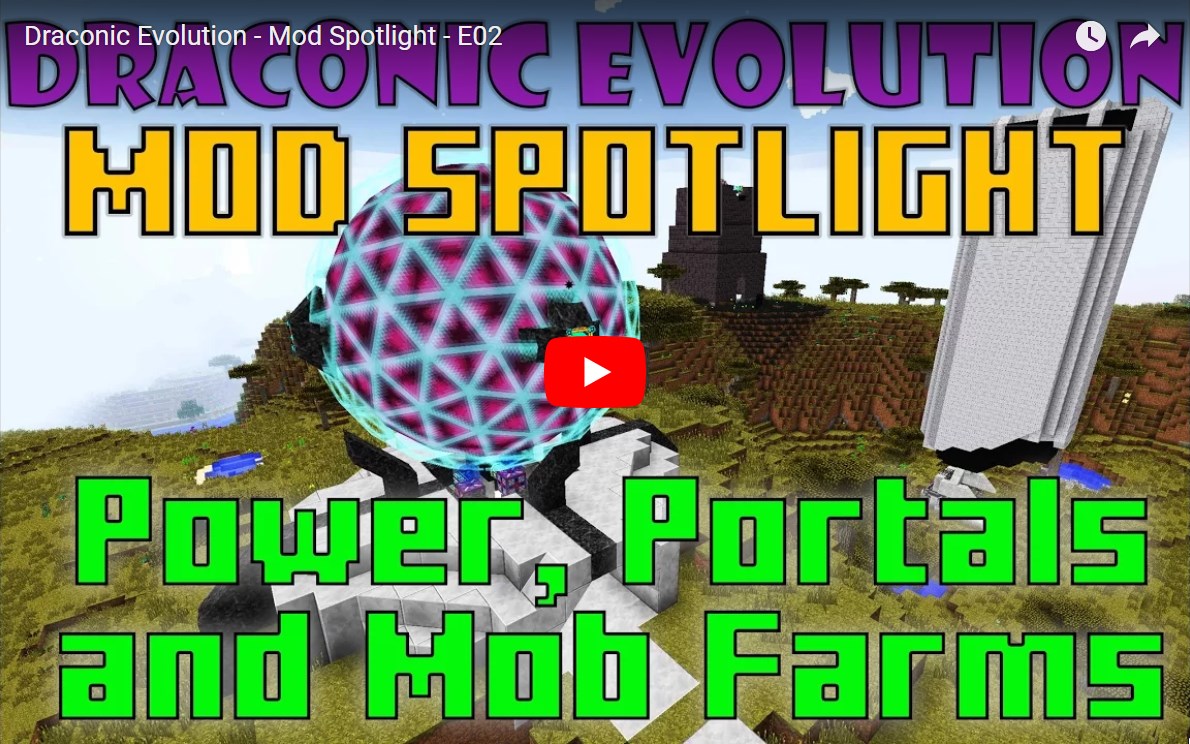 Draconic Evolution - Mod Spotlight - E02
DRACONIC EVOLUTION
MOD SPOTLIGHT
Power, Portals
and Mob Farms